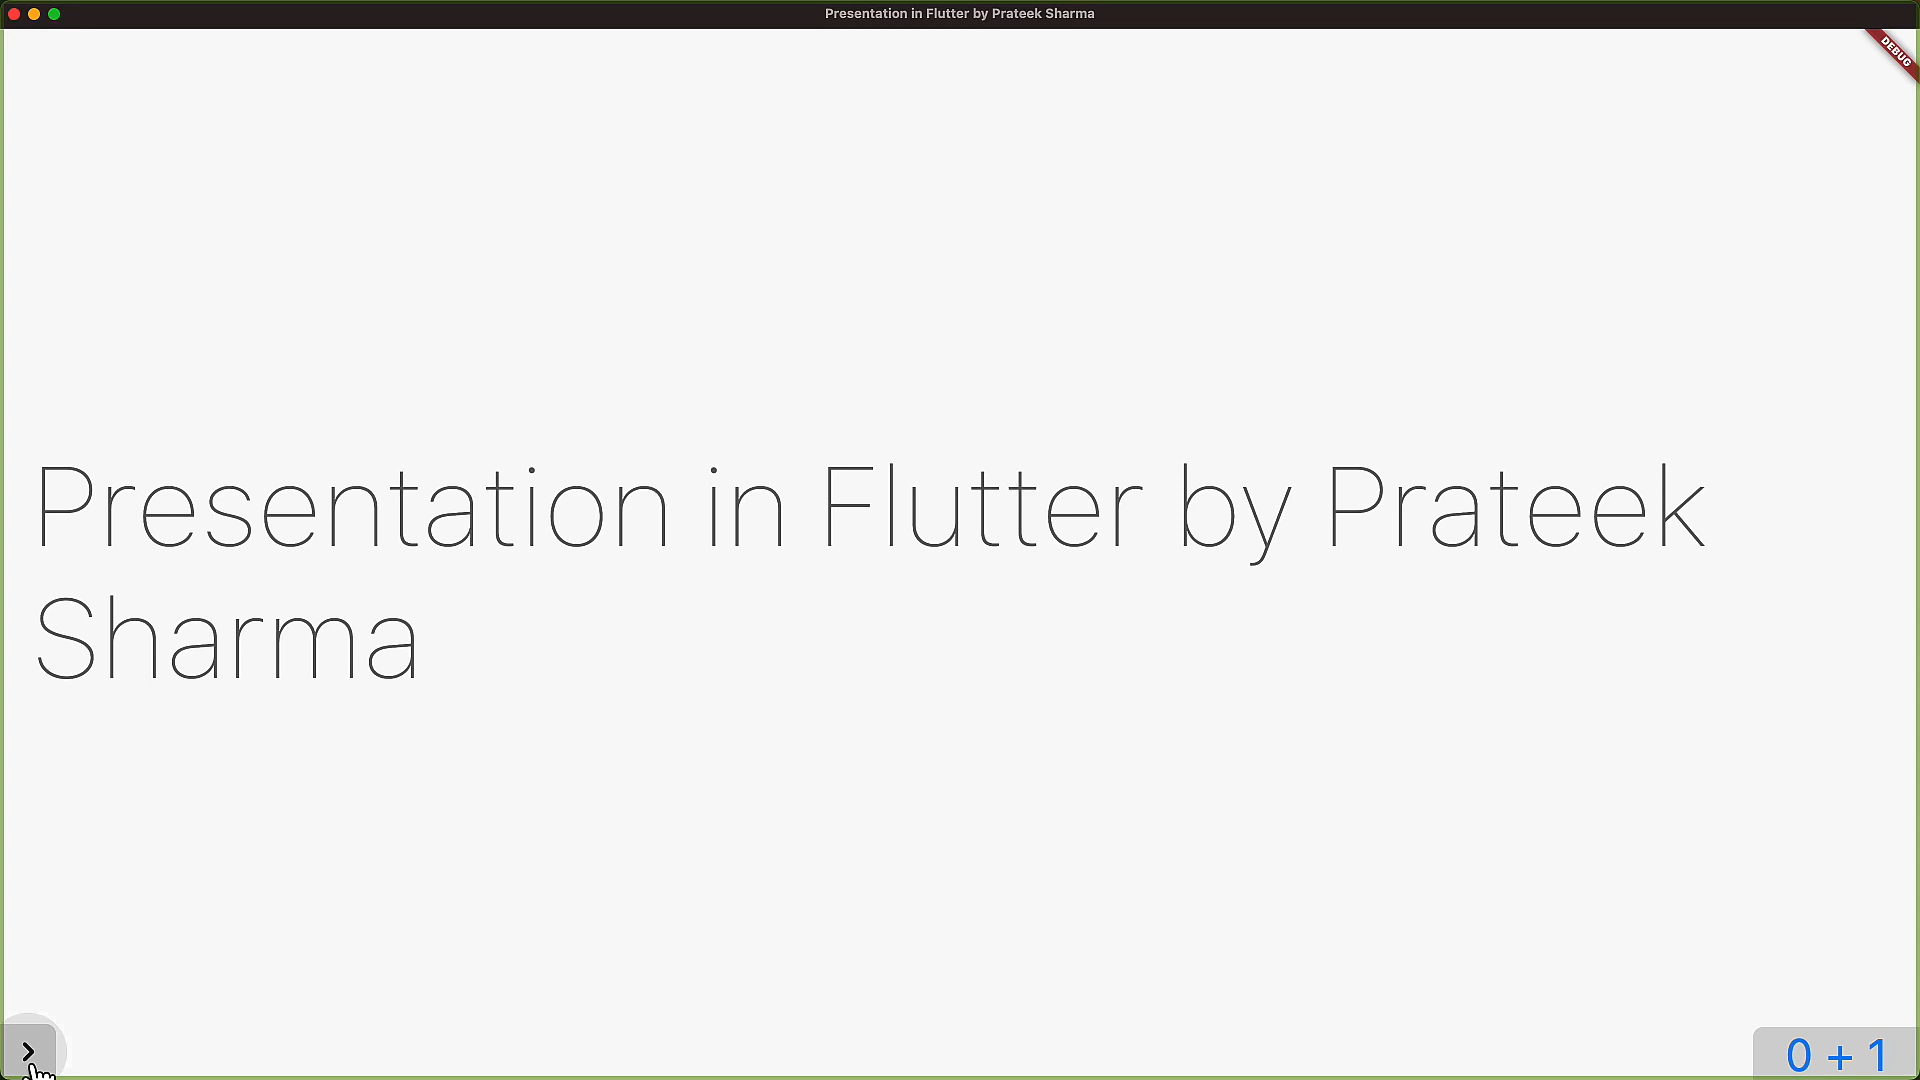 Presentation in Flutter by Prateek Sharma
DEBUG
Presentation in Flutter by Prateek
Sharma
0 + 1